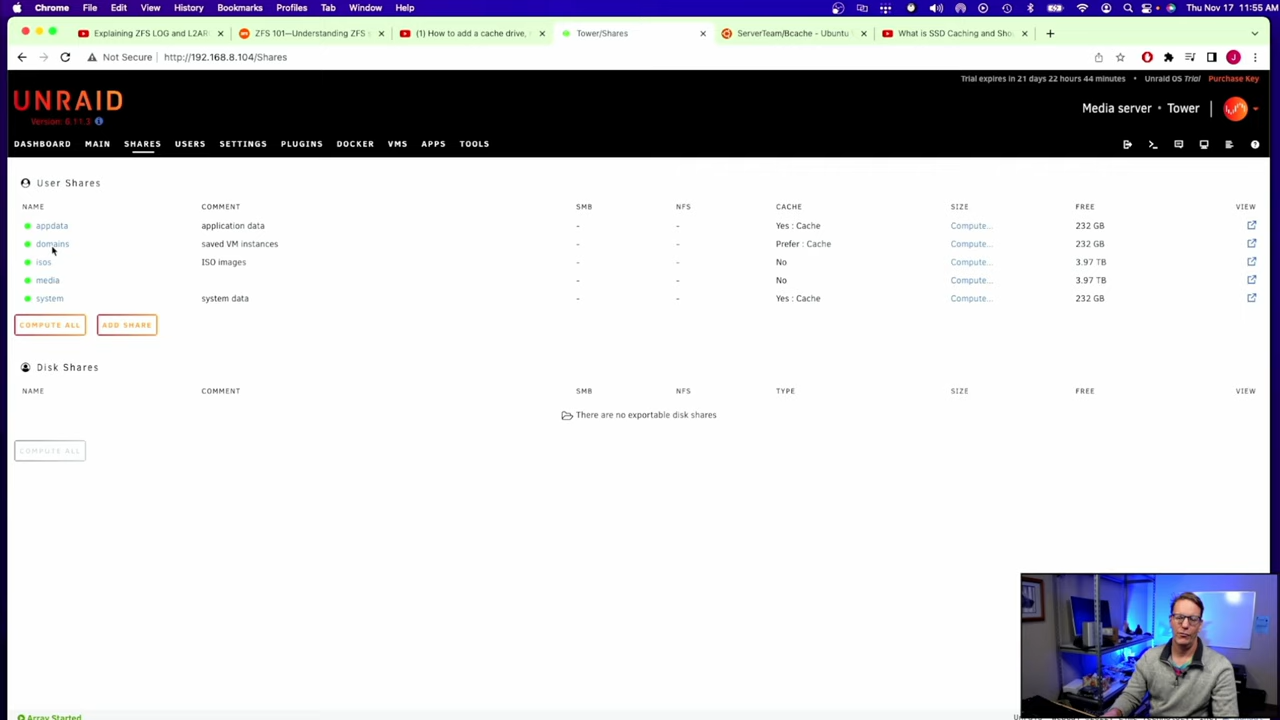 Chrome File Edit View History Bookmarks Profiles Tab Window Help Thu Nov 17 11:55 AM
Explaining ZFS LOG and L2AR ZFS 101—Understanding ZFS s (1) How to add a cache drive, Tower/Shares ServerTeam/Bcache - Ubuntu What is SSD Caching and Sho
Not Secure http://192.168.8.104/Shares J
Trial expires in 21 days 22 hours 44 minutes • Unraid OS Trial Purchase Key
UNRAID
Version: 6.11.3
Media server • Tower
DASHBOARD MAIN SHARES USERS SETTINGS PLUGINS DOCKER VMS APPS TOOLS
User Shares
NAME COMMENT SMB NFS CACHE SIZE FREE VIEW
appdata application data - - Yes : Cache Compute... 232 GB
domains saved VM instances - - Prefer : Cache Compute... 232 GB
isos ISO images - - No Compute... 3.97 TB
media - - No Compute... 3.97 TB
system system data - - Yes : Cache Compute... 232 GB
COMPUTE ALL ADD SHARE
Disk Shares
NAME COMMENT SMB NFS TYPE SIZE FREE VIEW
There are no exportable disk shares
COMPUTE ALL
Array Started